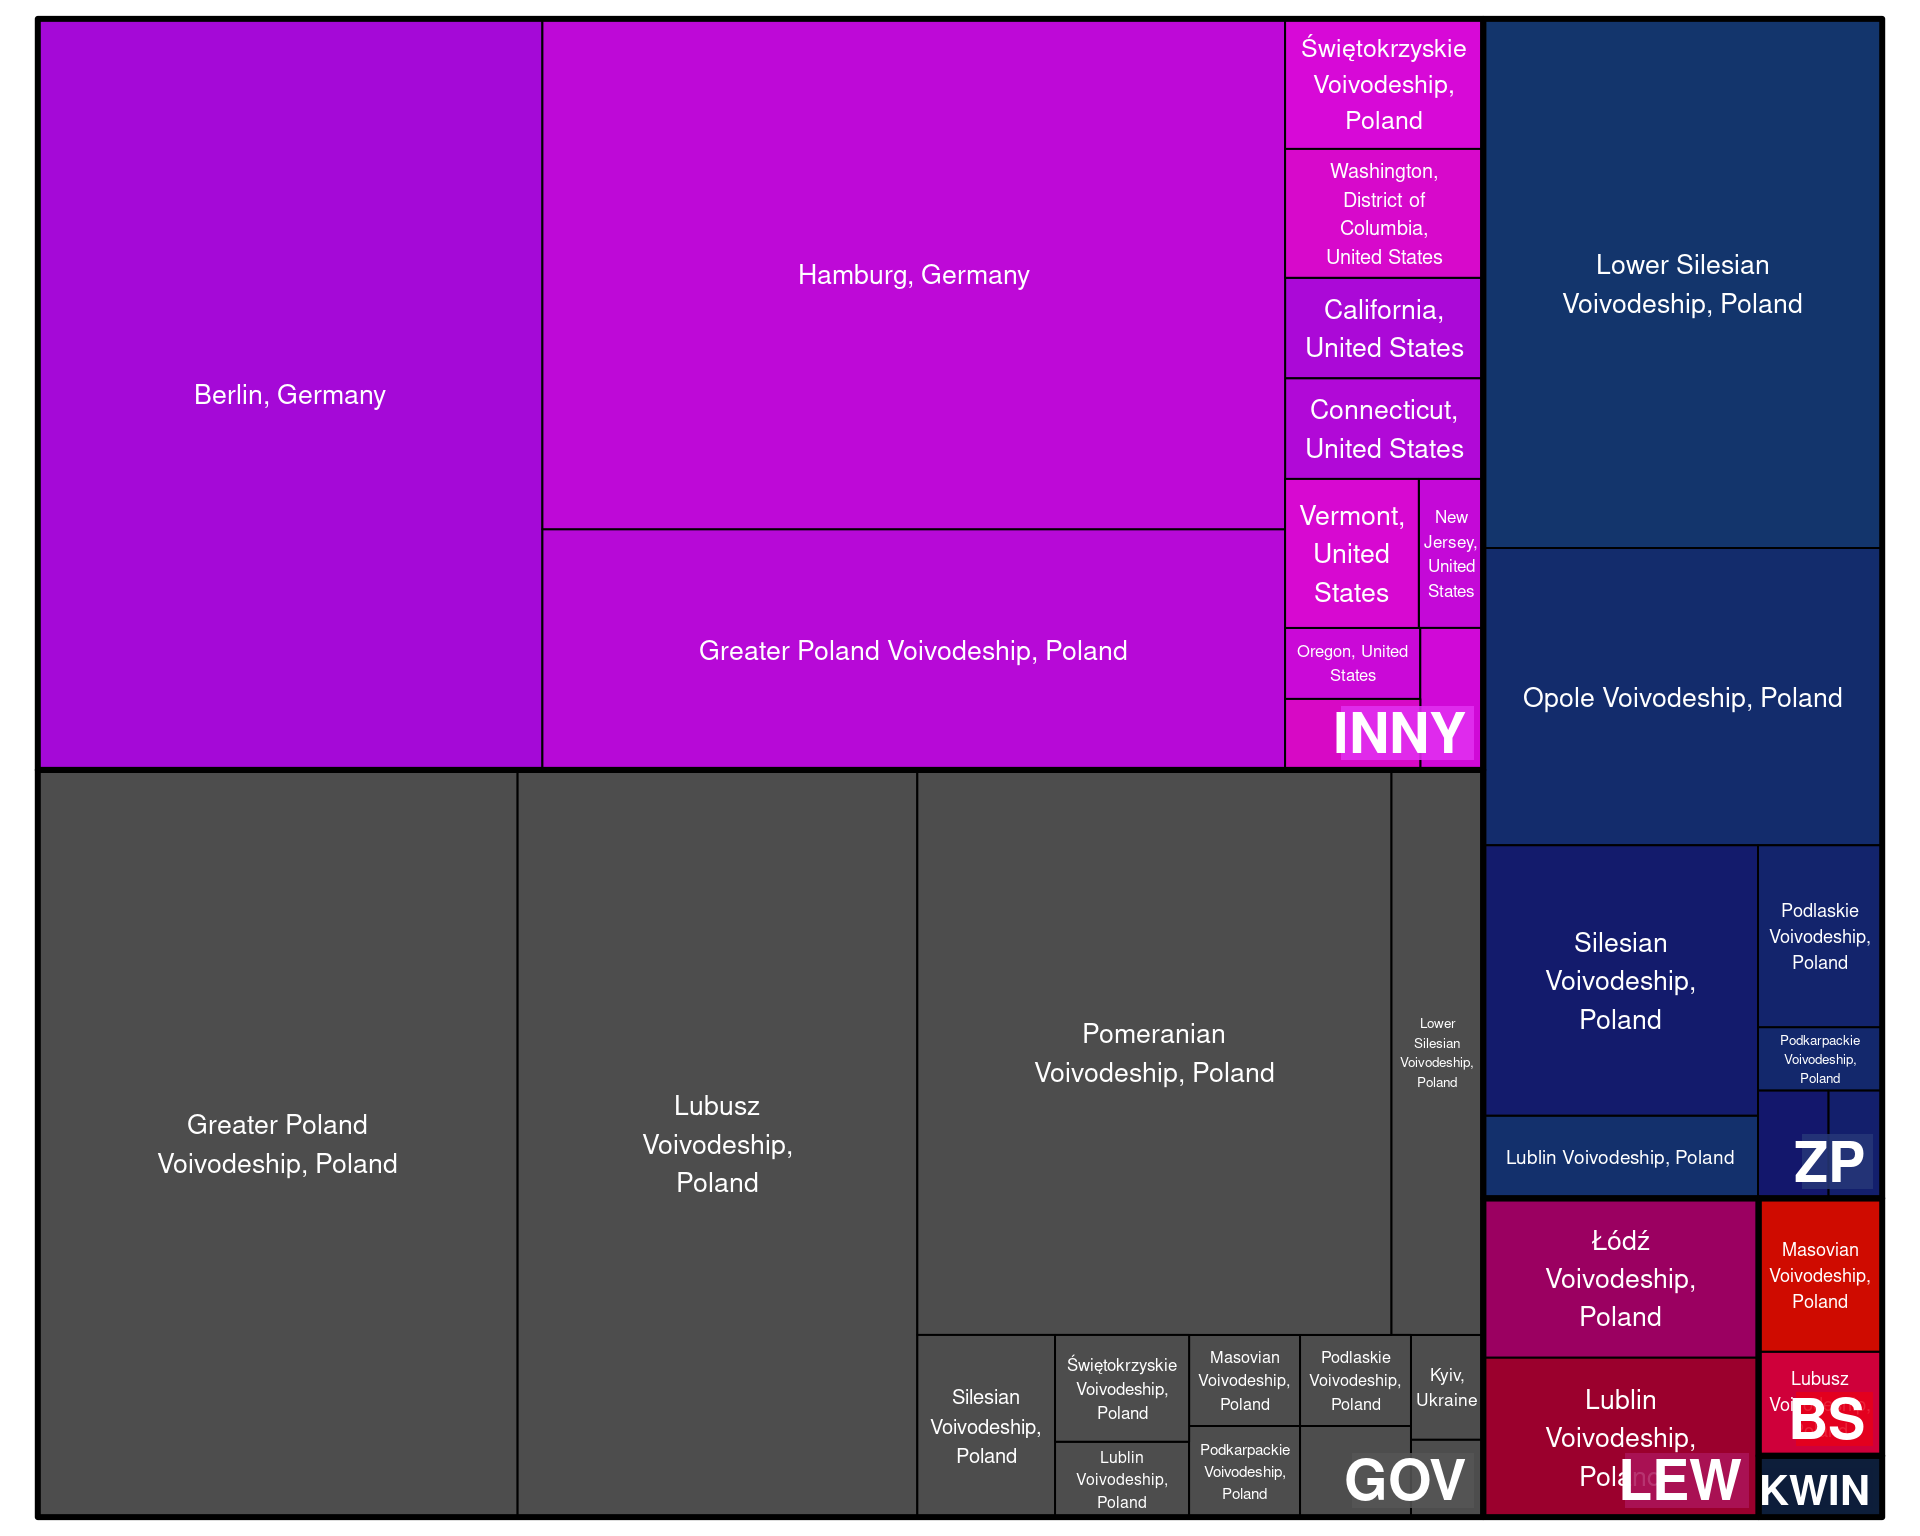 Berlin, Germany
Hamburg, Germany
Greater Poland Voivodeship, Poland
Świętokrzyskie
Voivodeship,
Poland
Washington,
District of
Columbia,
United States
California,
United States
Connecticut,
United States
Vermont,
United
States
New
Jersey,
United
States
Oregon, United
States
INNY
Greater Poland
Voivodeship, Poland
Lubusz
Voivodeship,
Poland
Pomeranian
Voivodeship, Poland
Lower
Silesian
Voivodeship,
Poland
Silesian
Voivodeship,
Poland
Świętokrzyskie
Voivodeship,
Poland
Lublin
Voivodeship,
Poland
Masovian
Voivodeship,
Poland
Podkarpackie
Voivodeship,
Poland
Podlaskie
Voivodeship,
Poland
Kyiv,
Ukraine
GOV
Lower Silesian
Voivodeship, Poland
Opole Voivodeship, Poland
Silesian
Voivodeship,
Poland
Lublin Voivodeship, Poland
Podlaskie
Voivodeship,
Poland
Podkarpackie
Voivodeship,
Poland
ZP
Łódź
Voivodeship,
Poland
Lublin
Voivodeship,
Poland
LEW
Masovian
Voivodeship,
Poland
Lubusz
BS
KWIN